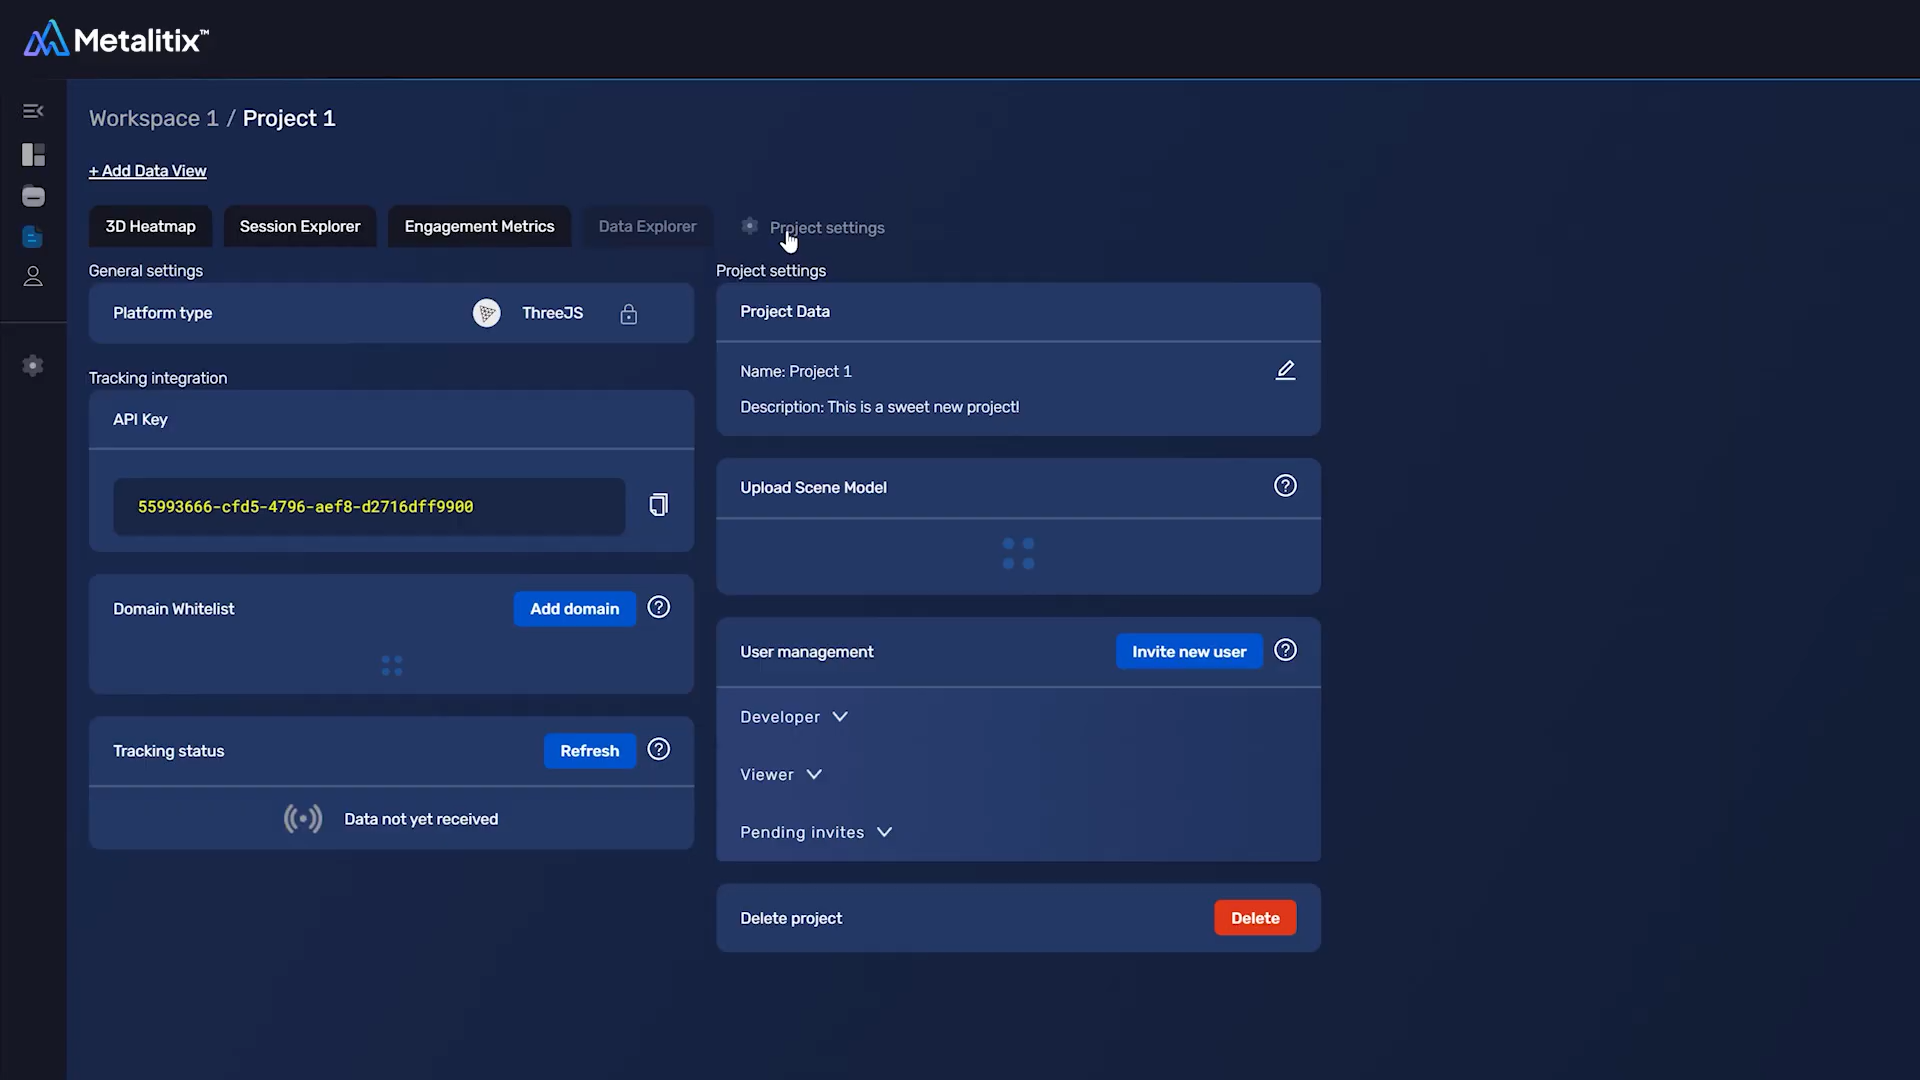 Metalitix™
Workspace 1 / Project 1
+ Add Data View
3D Heatmap
Session Explorer
Engagement Metrics
Data Explorer
Project settings
General settings
Platform type
ThreeJS
Tracking integration
API Key
55993666-cfd5-4796-aef8-d2716dff9900
Domain Whitelist
Add domain
Tracking status
Refresh
Data not yet received
Project settings
Project Data
Name: Project 1
Description: This is a sweet new project!
Upload Scene Model
User management
Invite new user
Developer
Viewer
Pending invites
Delete project
Delete